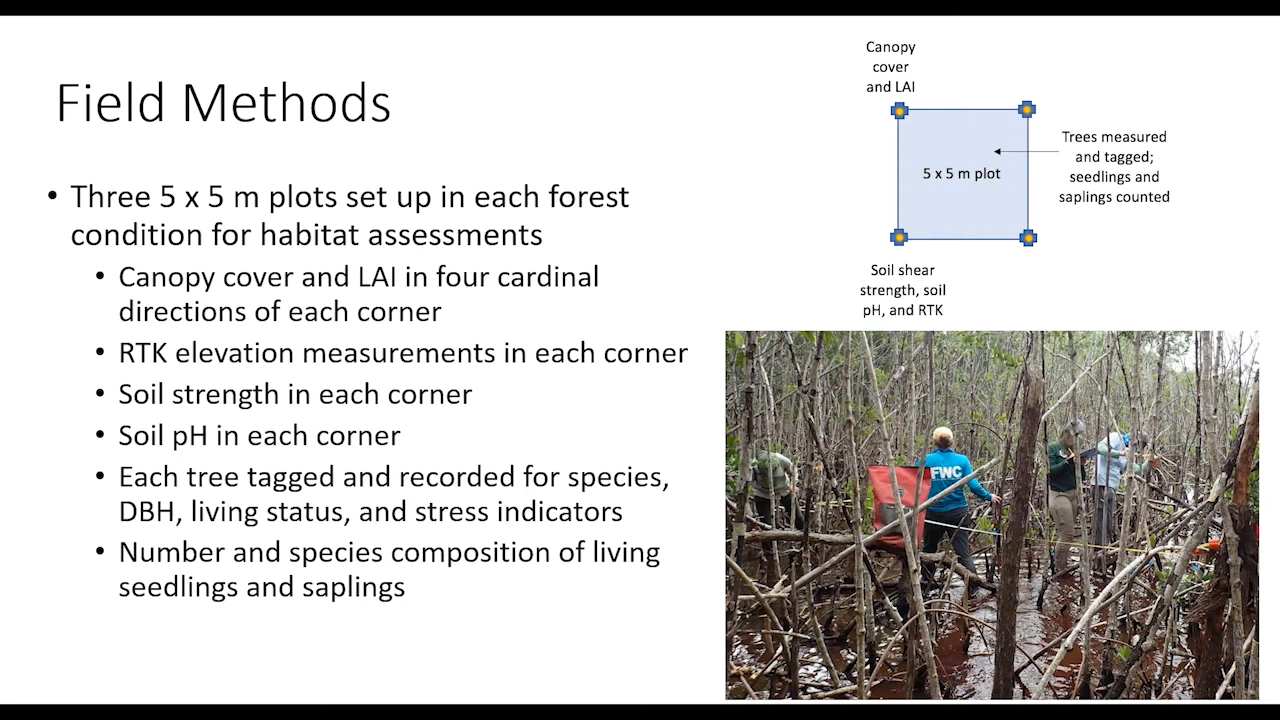 Field Methods
• Three 5 x 5 m plots set up in each forest
condition for habitat assessments
• Canopy cover and LAI in four cardinal
directions of each corner
• RTK elevation measurements in each corner
• Soil strength in each corner
• Soil pH in each corner
• Each tree tagged and recorded for species,
DBH, living status, and stress indicators
• Number and species composition of living
seedlings and saplings
Canopy
cover
and LAI
5 x 5 m plot
Trees measured
and tagged;
seedlings and
saplings counted
Soil shear
strength, soil
pH, and RTK
FWC